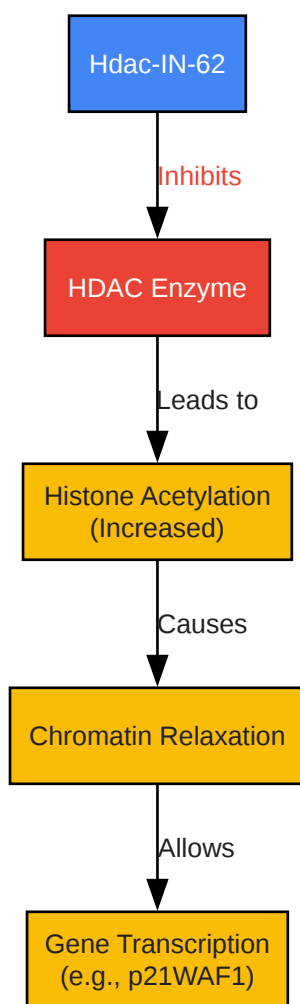 Hdac-IN-62
Inhibits
HDAC Enzyme
Leads to
Histone Acetylation
(Increased)
Causes
Chromatin Relaxation
Allows
Gene Transcription
(e.g., p21WAF1)